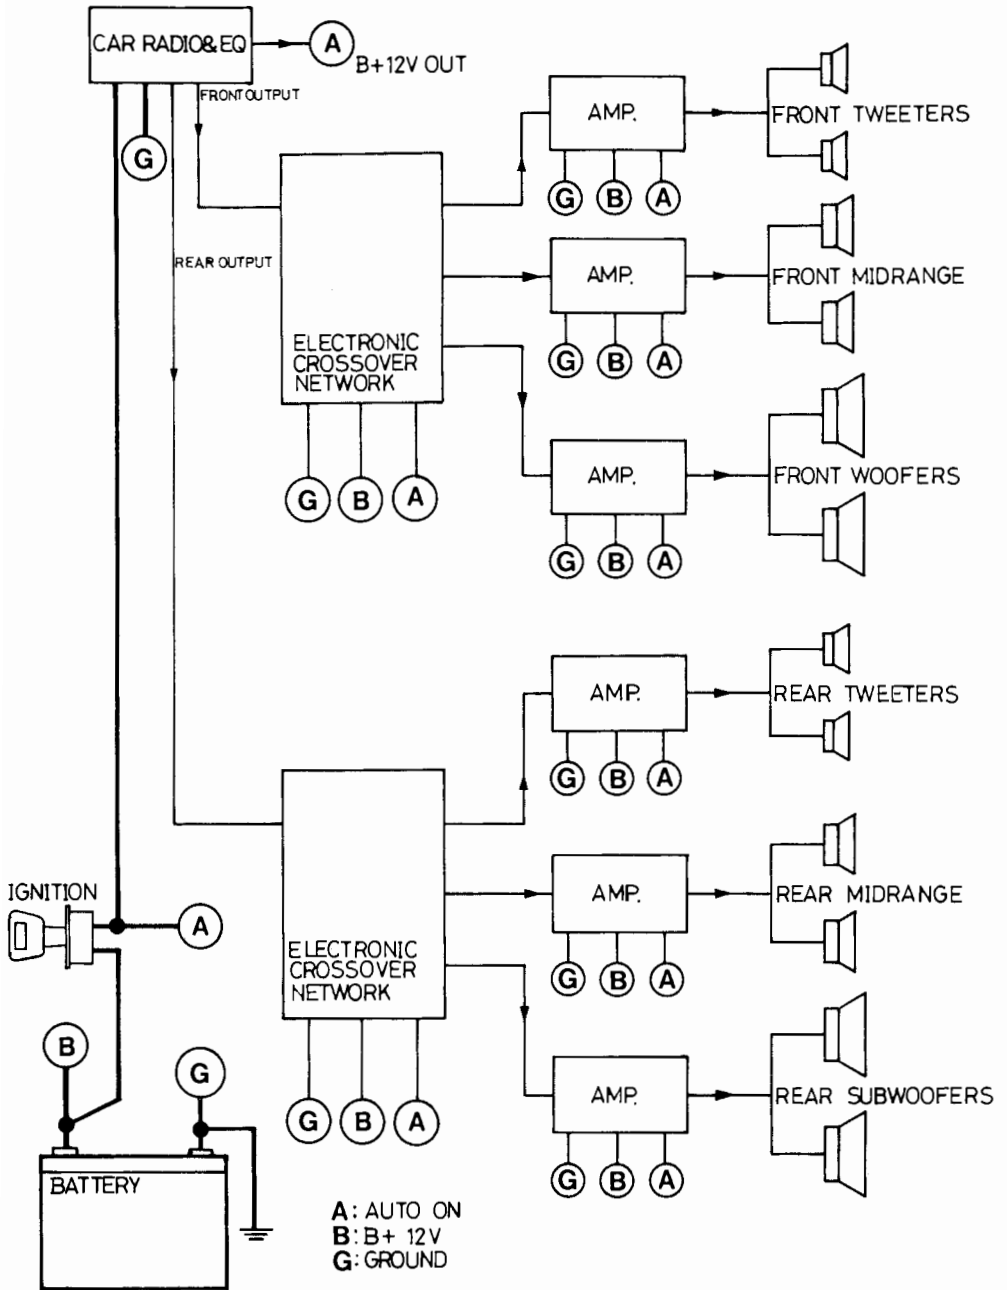 CAR RADIO&EQ
A
B+12V OUT
FRONT OUTPUT
G
REAR OUTPUT
ELECTRONIC
CROSSOVER
NETWORK
G B A
AMP.
G B A
FRONT TWEETERS
AMP.
G B A
FRONT MIDRANGE
AMP.
G B A
FRONT WOOFERS
AMP.
G B A
REAR TWEETERS
IGNITION
A
ELECTRONIC
CROSSOVER
NETWORK
G B A
AMP.
G B A
REAR MIDRANGE
AMP.
G B A
REAR SUBWOOFERS
B
G
BATTERY
A: AUTO ON
B: B+ 12V
G: GROUND